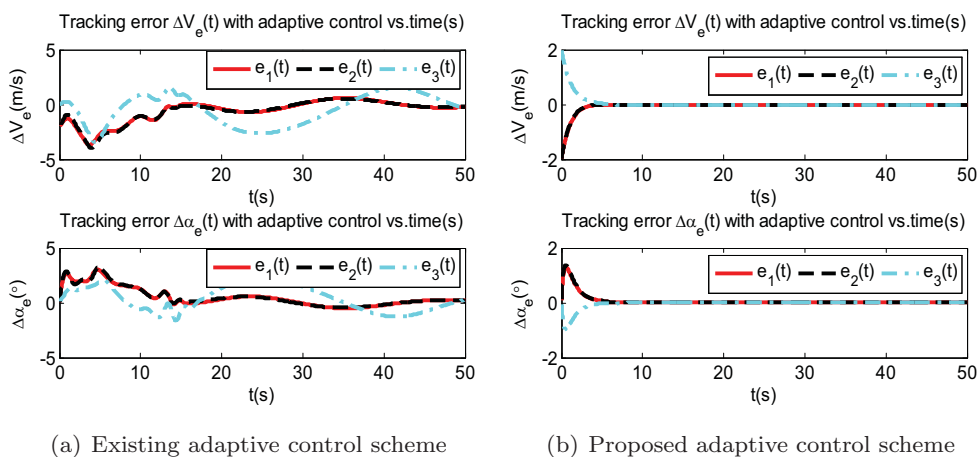 Tracking error ΔV_e(t) with adaptive control vs.time(s)
5
0
-5
ΔV_e(m/s)
e_1(t) e_2(t) e_3(t)
0 10 20 30 40 50
t(s)
Tracking error Δα_e(t) with adaptive control vs.time(s)
5
0
-5
Δα_e(°)
e_1(t) e_2(t) e_3(t)
0 10 20 30 40 50
t(s)
(a) Existing adaptive control scheme
Tracking error ΔV_e(t) with adaptive control vs.time(s)
2
0
-2
ΔV_e(m/s)
e_1(t) e_2(t) e_3(t)
0 10 20 30 40 50
t(s)
Tracking error Δα_e(t) with adaptive control vs.time(s)
2
0
-2
Δα_e(°)
e_1(t) e_2(t) e_3(t)
0 10 20 30 40 50
t(s)
(b) Proposed adaptive control scheme